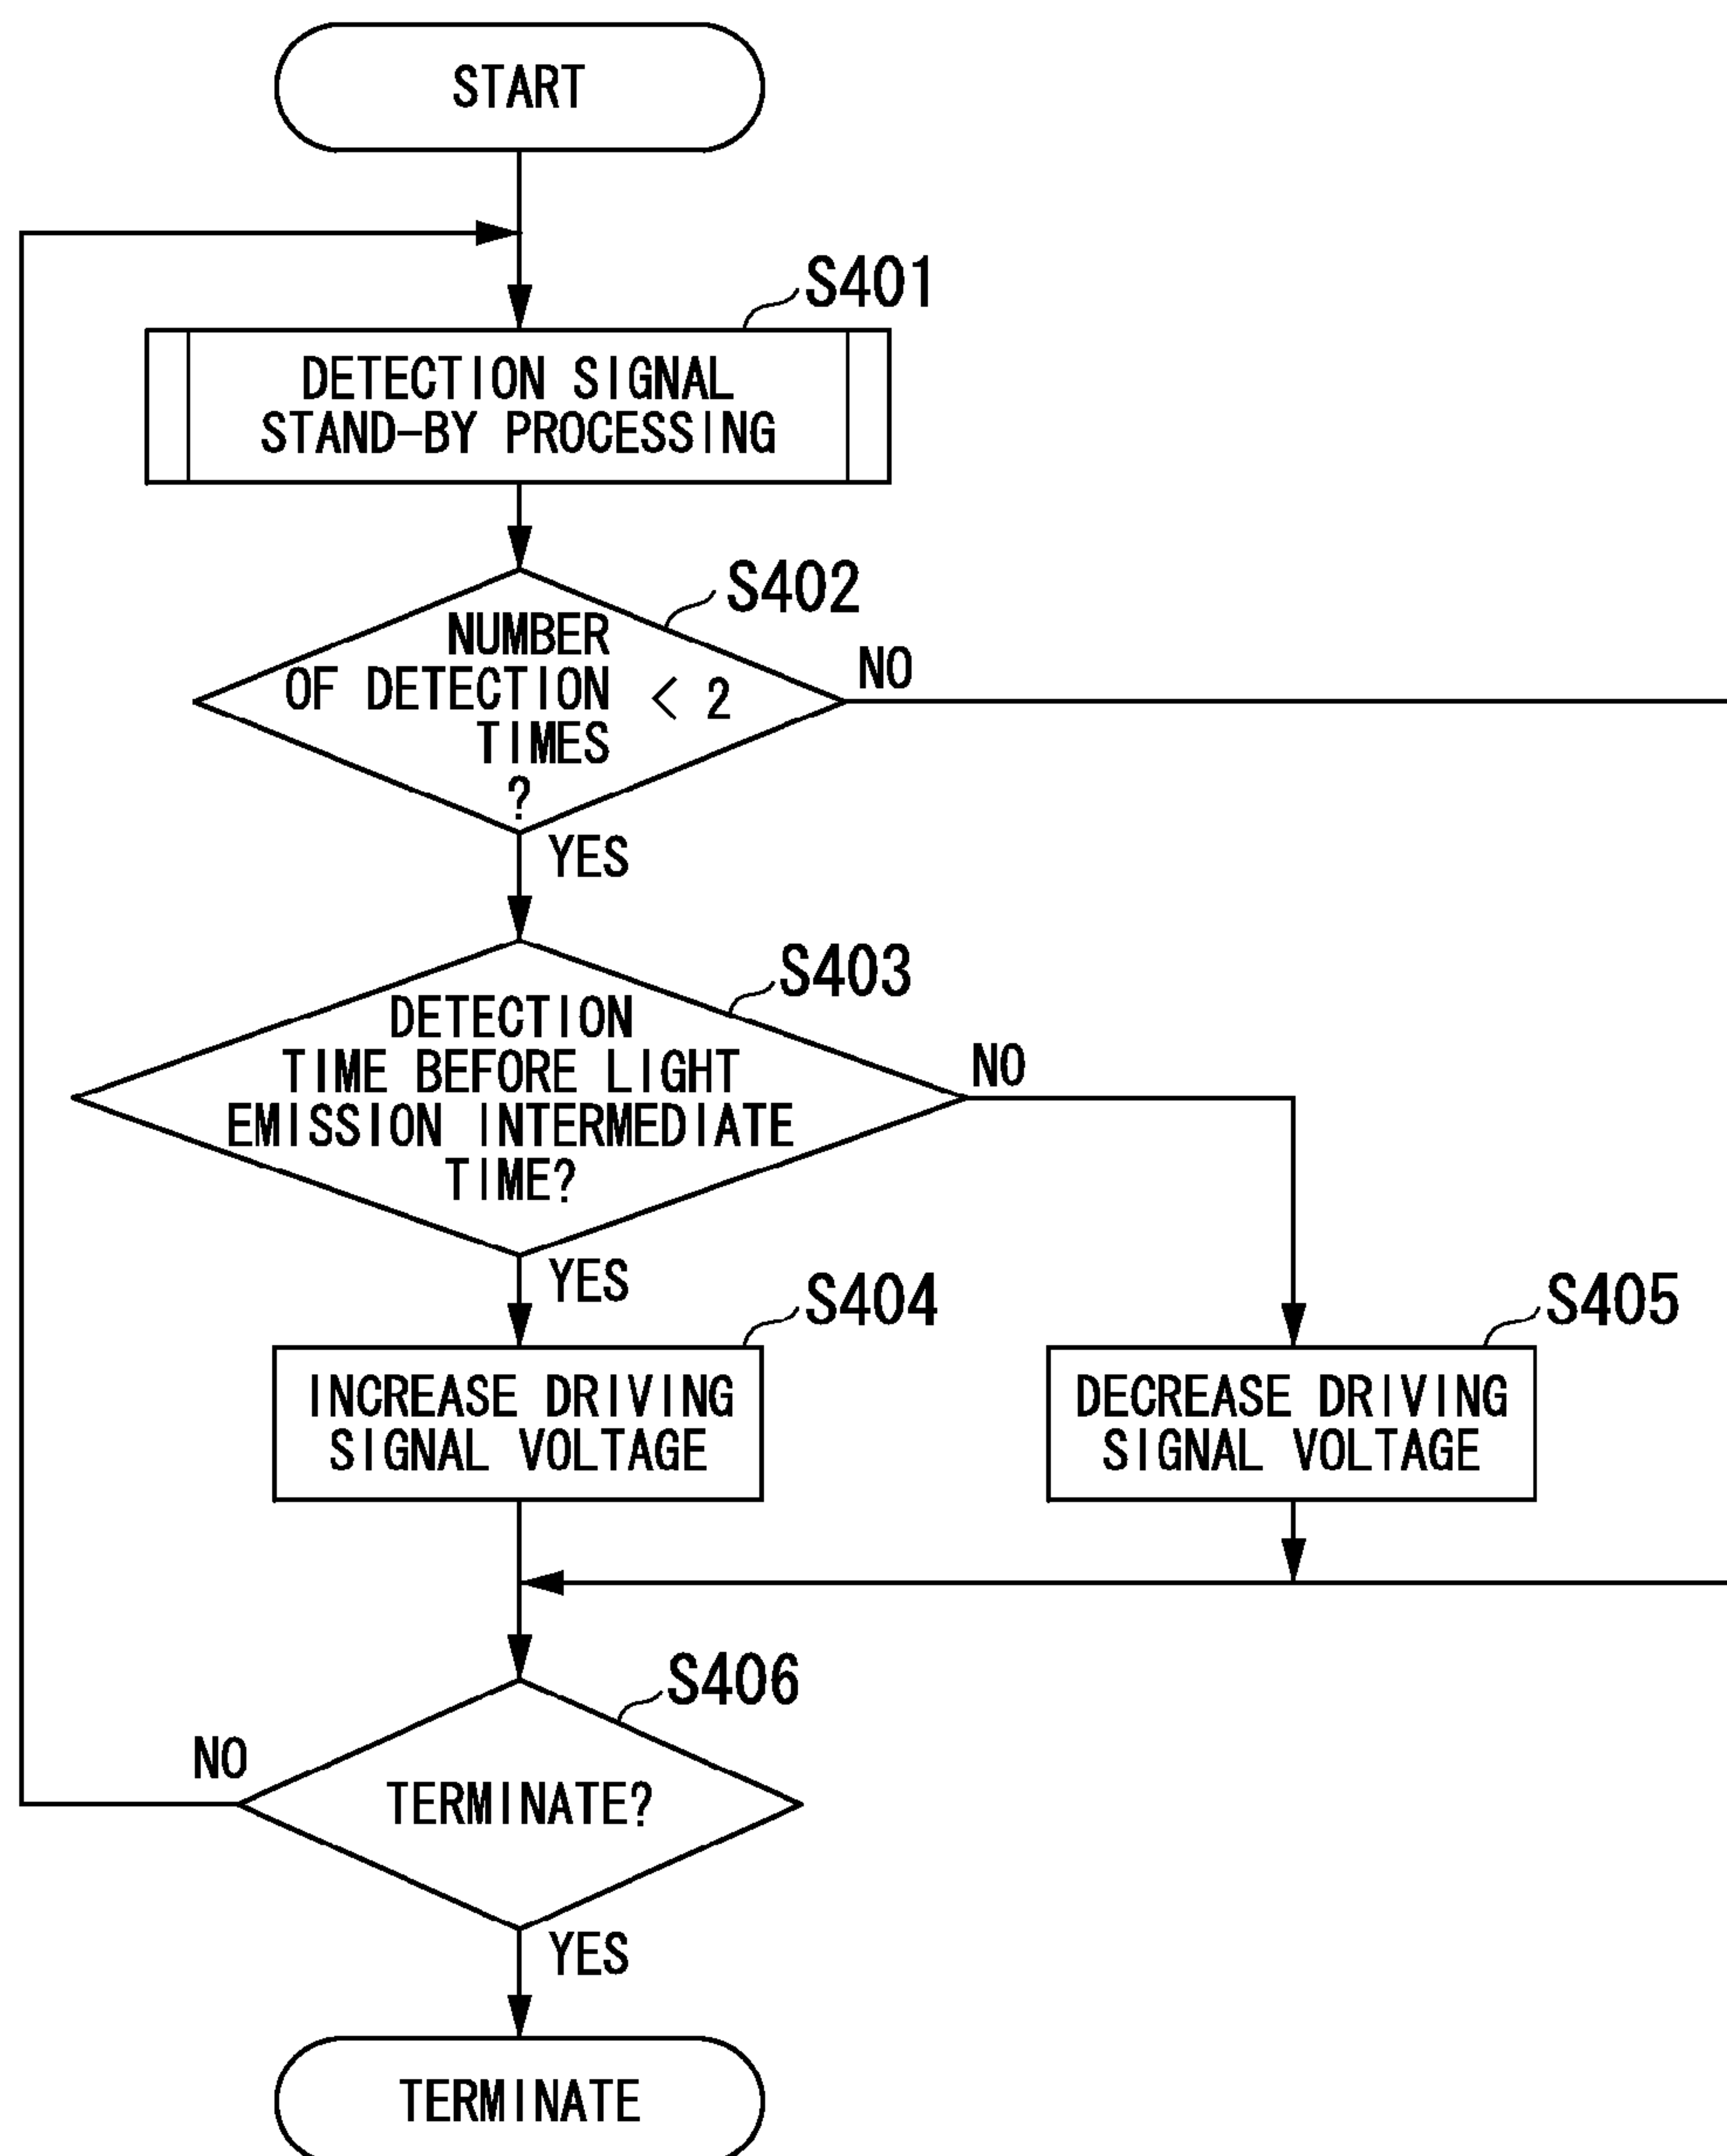 START
S401
DETECTION SIGNAL
STAND-BY PROCESSING
S402
NUMBER
OF DETECTION < 2
TIMES
?
NO
YES
S403
DETECTION
TIME BEFORE LIGHT
EMISSION INTERMEDIATE
TIME?
NO
YES
S404
INCREASE DRIVING
SIGNAL VOLTAGE
S405
DECREASE DRIVING
SIGNAL VOLTAGE
S406
NO
TERMINATE?
YES
TERMINATE